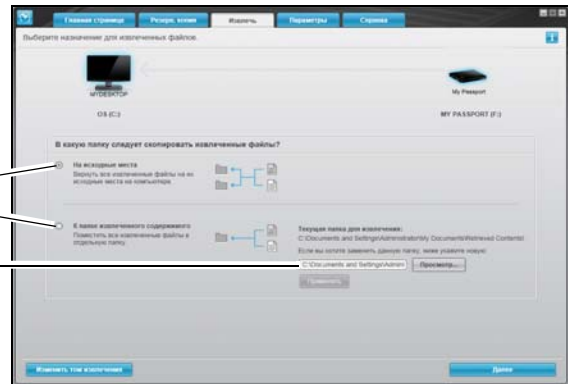 Главная страница
Резерв. копия
Извлечь
Параметры
Справка
Выберите назначение для извлеченных файлов.
MYDESKTOP
My Passport
OS (C:)
MY PASSPORT (F:)
В какую папку следует скопировать извлеченные файлы?
На исходные места
Вернуть все извлеченные файлы на их
исходные места на компьютере.
К папке извлеченного содержимого
Поместить все извлеченные файлы в
отдельную папку.
Текущая папка для извлечения:
C:\Documents and Settings\Administrator\My Documents\Retrieved Contents\
Если вы хотите заменить данную папку, ниже укажите новую:
C:\Documents and Settings\Admini
Просмотр...
Применить
Изменить том извлечения
Далее